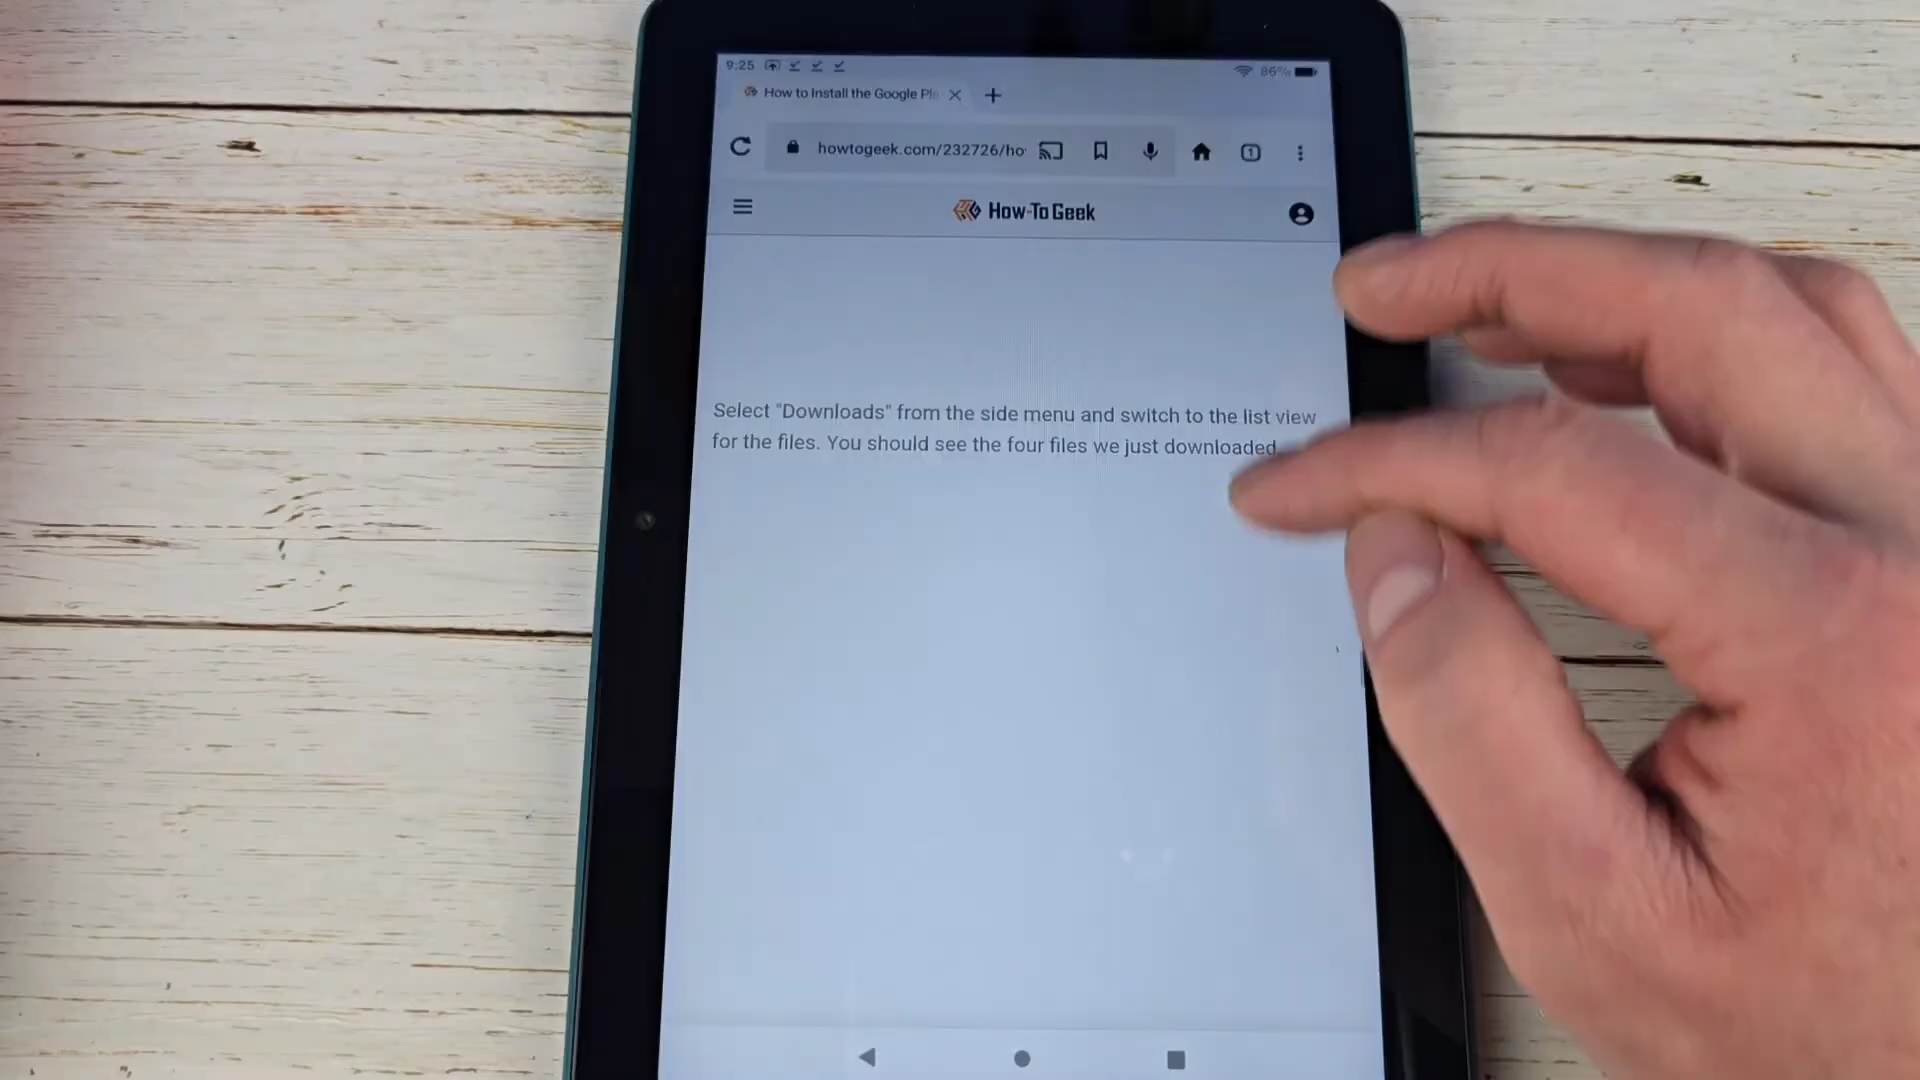 9:25
86%
How to Install the Google Pl
howtogeek.com/232726/ho
1
How-To Geek
Select "Downloads" from the side menu and switch to the list view
for the files. You should see the four files we just downloaded.